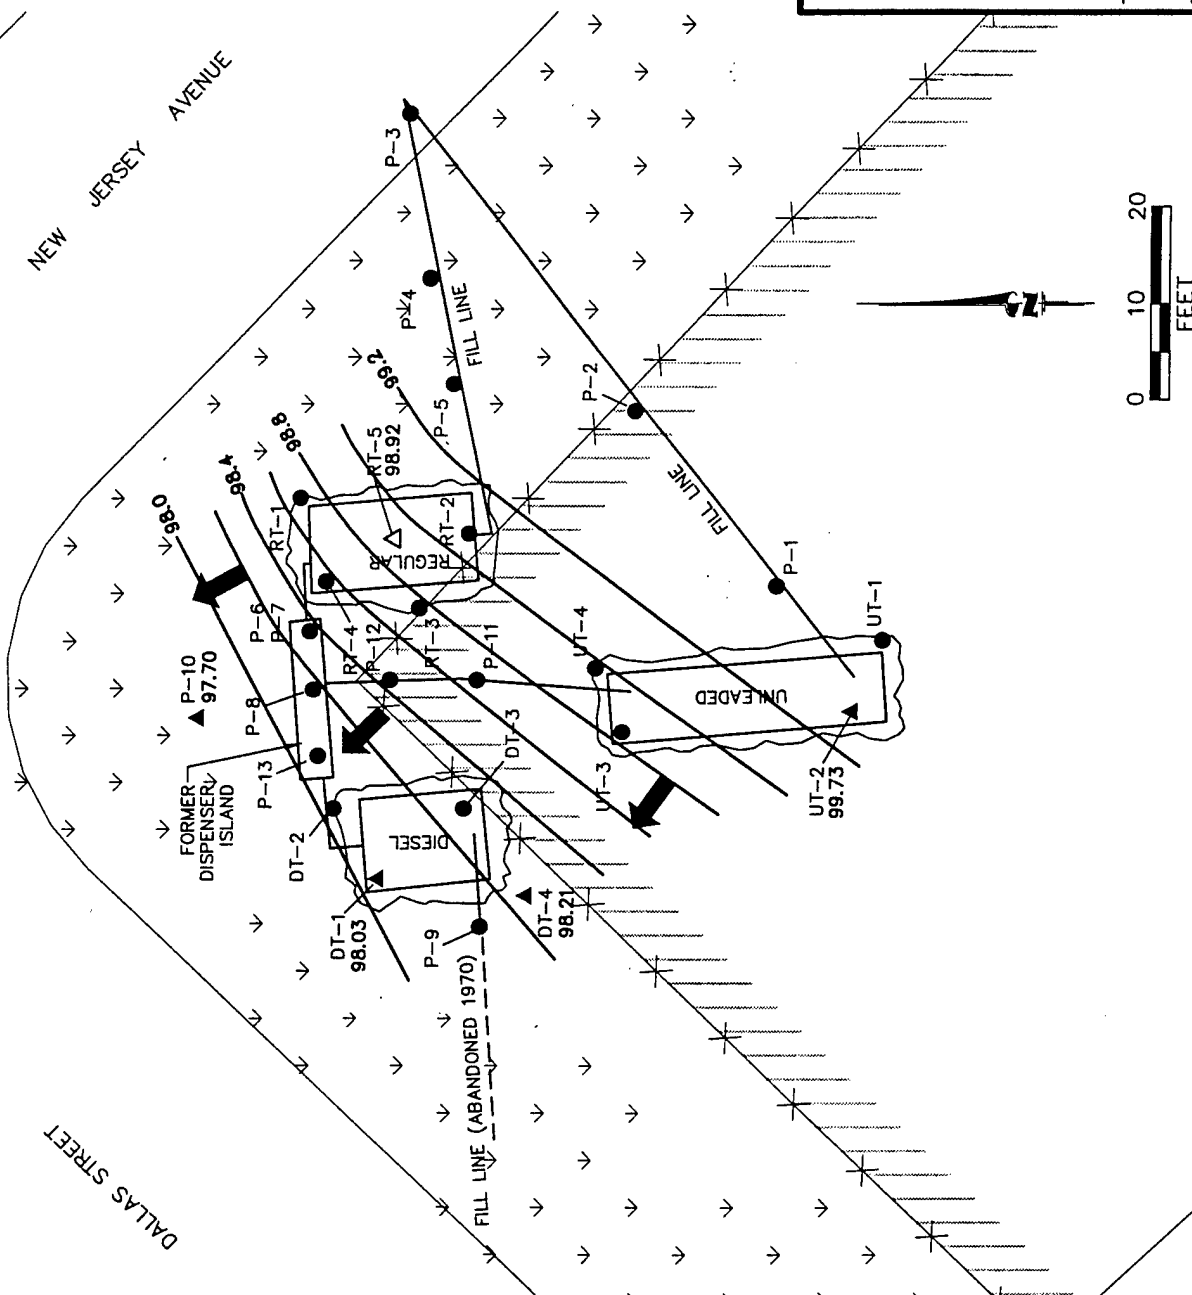 NEW JERSEY AVENUE
P-3
P-4
FILL LINE
P-5
99.2
98.8
98.4
98.0
RT-5
98.92
RT-1
RT-2
REGULAR
P-2
FILL LINE
P-1
UT-1
UT-4
UNLEADED
UT-3
UT-2
99.73
P-6
P-7
RT-4
P-12
RT-3
P-11
P-10
97.70
P-8
P-13
FORMER
DISPENSER
ISLAND
DT-3
DT-2
DIESEL
DT-1
98.03
DT-4
98.21
P-9
FILL LINE (ABANDONED 1970)
DALLAS STREET
N
0 10 20
FEET